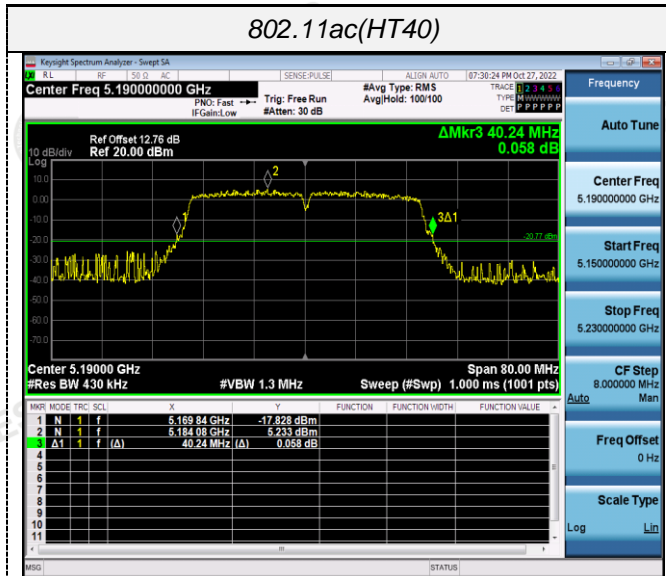 802.11ac(HT40)
Keysight Spectrum Analyzer - Swept SA
RL RF 50 Ω AC SENSE:PULSE ALIGN AUTO 07:30:24 PM Oct 27, 2022
Center Freq 5.190000000 GHz
#Avg Type: RMS
TRACE 1 2 3 4 5 6
PNO: Fast Trig: Free Run Avg|Hold: 100/100
TYPE M W W W W W
IFGain:Low #Atten: 30 dB
DET P P P P P P
ΔMkr3 40.24 MHz
0.058 dB
Ref Offset 12.76 dB
10 dB/div Ref 20.00 dBm
Log
10.0
0.00
-10.0
-20.0
-30.0
-40.0
-50.0
-60.0
-70.0
1
2
3Δ1
-20.77 dBm
Center 5.19000 GHz Span 80.00 MHz
#Res BW 430 kHz #VBW 1.3 MHz Sweep (#Swp) 1.000 ms (1001 pts)
MKR MODE TRC SCL X Y FUNCTION FUNCTION WIDTH FUNCTION VALUE
1 N 1 f 5.169 84 GHz -17.828 dBm
2 N 1 f 5.184 08 GHz 5.233 dBm
3 Δ1 1 f (Δ) 40.24 MHz (Δ) 0.058 dB
4
5
6
7
8
9
10
11
MSG STATUS
Frequency
Auto Tune
Center Freq
5.190000000 GHz
Start Freq
5.150000000 GHz
Stop Freq
5.230000000 GHz
CF Step
8.000000 MHz
Auto Man
Freq Offset
0 Hz
Scale Type
Log Lin